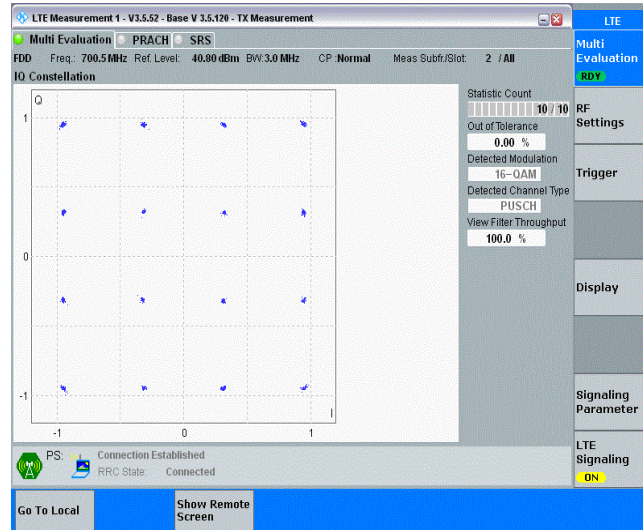 LTE Measurement 1 - V3.5.52 - Base V 3.5.120 - TX Measurement
LTE
Multi Evaluation PRACH SRS
Multi
Evaluation
RDY
FDD Freq.: 700.5 MHz Ref. Level: 40.80 dBm BW: 3.0 MHz CP : Normal Meas Subfr./Slot: 2 / All
IQ Constellation
Q
1
0
-1
-1 0 1
I
Statistic Count
10 / 10
Out of Tolerance
0.00 %
Detected Modulation
16-QAM
Detected Channel Type
PUSCH
View Filter Throughput
100.0 %
RF
Settings
Trigger
Display
Signaling
Parameter
LTE
Signaling
ON
PS: Connection Established
RRC State: Connected
Go To Local
Show Remote
Screen